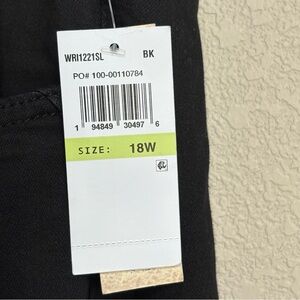 WRI1221SL BK
PO# 100-00110784
1 94849 30497 6
SIZE: 18W